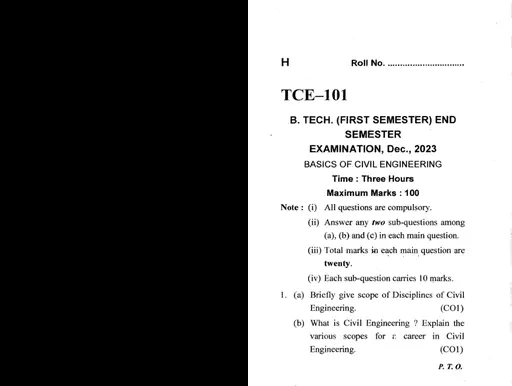 H Roll No. ...............................
TCE–101
B. TECH. (FIRST SEMESTER) END
SEMESTER
EXAMINATION, Dec., 2023
BASICS OF CIVIL ENGINEERING
Time : Three Hours
Maximum Marks : 100
Note : (i) All questions are compulsory.
(ii) Answer any two sub-questions among
(a), (b) and (c) in each main question.
(iii) Total marks in each main question are
twenty.
(iv) Each sub-question carries 10 marks.
1. (a) Briefly give scope of Disciplines of Civil
Engineering. (CO1)
(b) What is Civil Engineering ? Explain the
various scopes for a career in Civil
Engineering. (CO1)
P. T. O.